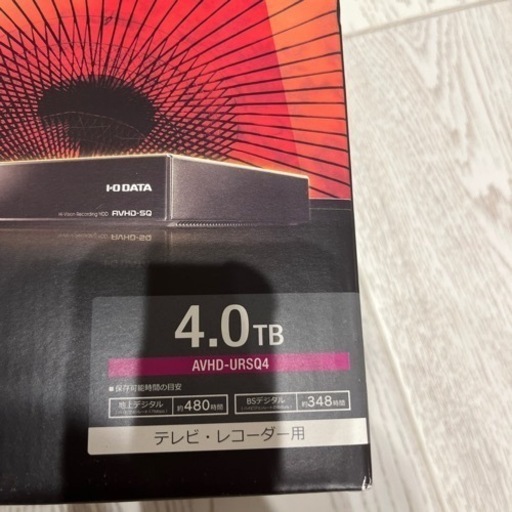 I-O DATA
Hi-Vision Recording HDD AVHD-SQ
4.0TB
AVHD-URSQ4
■保存可能時間の目安
地上デジタル 約480時間
BSデジタル 約348時間
テレビ・レコーダー用